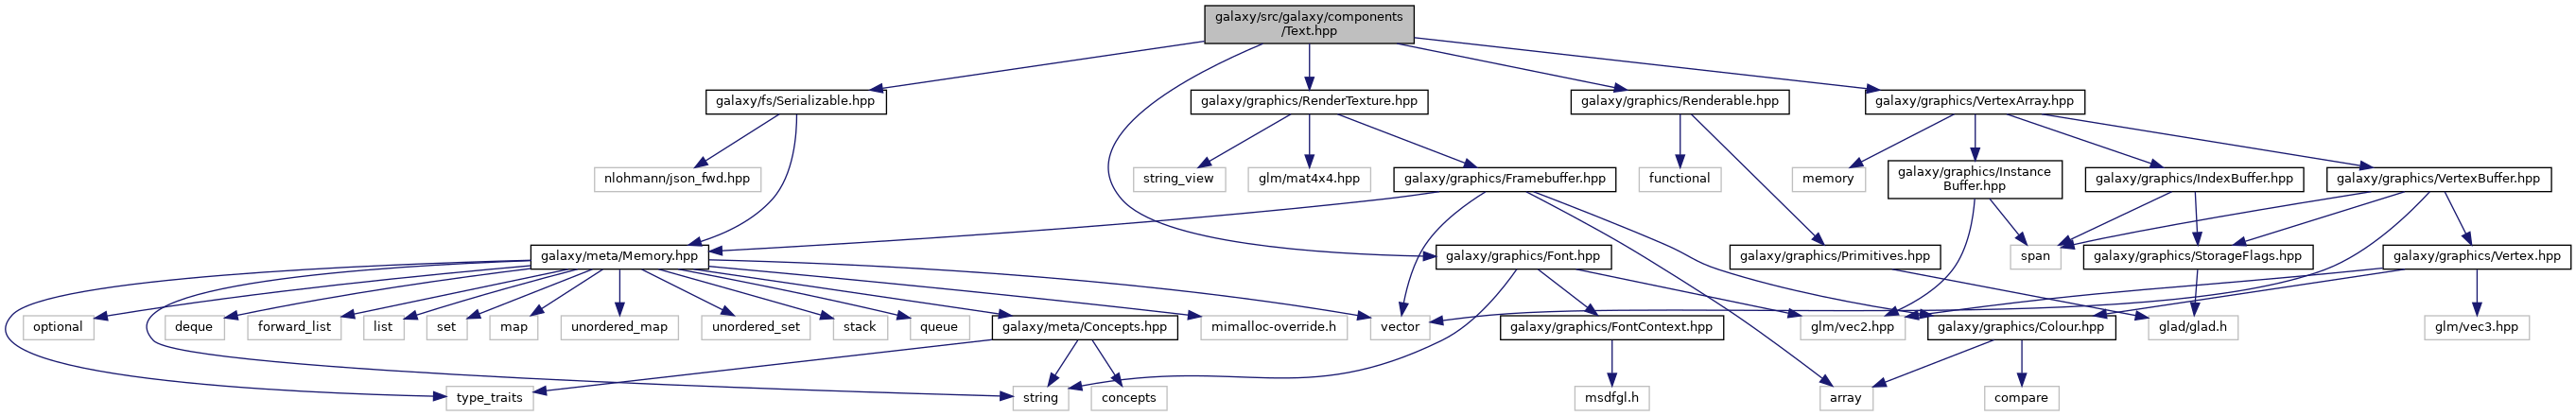 galaxy/src/galaxy/components
/Text.hpp
galaxy/fs/Serializable.hpp
galaxy/graphics/RenderTexture.hpp
galaxy/graphics/Renderable.hpp
galaxy/graphics/VertexArray.hpp
nlohmann/json_fwd.hpp
string_view
glm/mat4x4.hpp
galaxy/graphics/Framebuffer.hpp
functional
memory
galaxy/graphics/Instance
Buffer.hpp
galaxy/graphics/IndexBuffer.hpp
galaxy/graphics/VertexBuffer.hpp
galaxy/meta/Memory.hpp
galaxy/graphics/Font.hpp
galaxy/graphics/Primitives.hpp
span
galaxy/graphics/StorageFlags.hpp
galaxy/graphics/Vertex.hpp
optional
deque
forward_list
list
set
map
unordered_map
unordered_set
stack
queue
galaxy/meta/Concepts.hpp
mimalloc-override.h
vector
galaxy/graphics/FontContext.hpp
glm/vec2.hpp
galaxy/graphics/Colour.hpp
glad/glad.h
glm/vec3.hpp
type_traits
string
concepts
msdfgl.h
array
compare